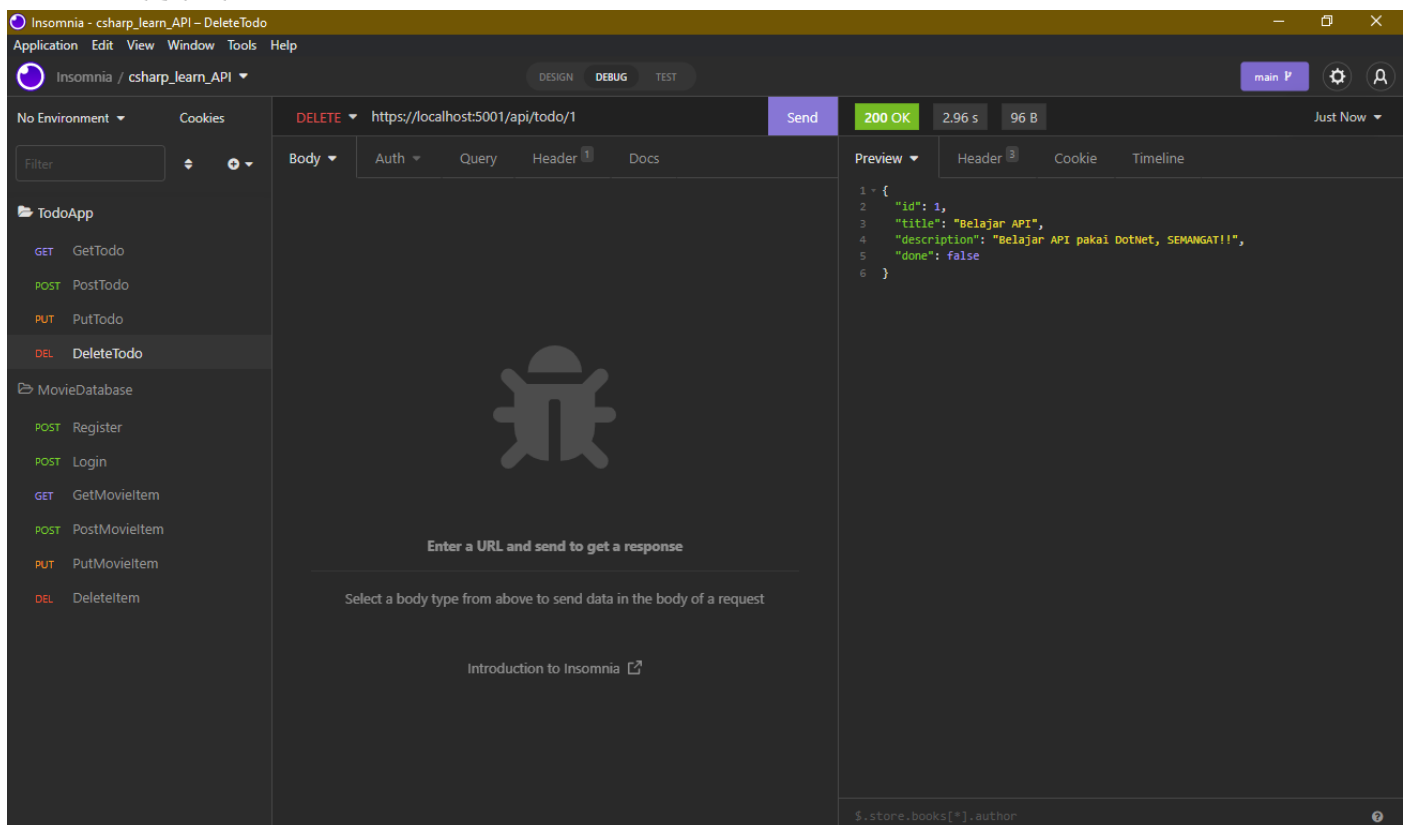 Insomnia - csharp_learn_API – DeleteTodo
Application Edit View Window Tools Help
Insomnia / csharp_learn_API
DESIGN DEBUG TEST
main
No Environment
Cookies
DELETE https://localhost:5001/api/todo/1 Send
200 OK 2.96 s 96 B Just Now
Filter
Body Auth Query Header 1 Docs
Preview Header 3 Cookie Timeline
TodoApp
GET GetTodo
POST PostTodo
PUT PutTodo
DEL DeleteTodo
MovieDatabase
POST Register
POST Login
GET GetMovieItem
POST PostMovieItem
PUT PutMovieItem
DEL DeleteItem
Enter a URL and send to get a response
Select a body type from above to send data in the body of a request
Introduction to Insomnia
1 {
2 "id": 1,
3 "title": "Belajar API",
4 "description": "Belajar API pakai DotNet, SEMANGAT!!",
5 "done": false
6 }
$.store.books[*].author